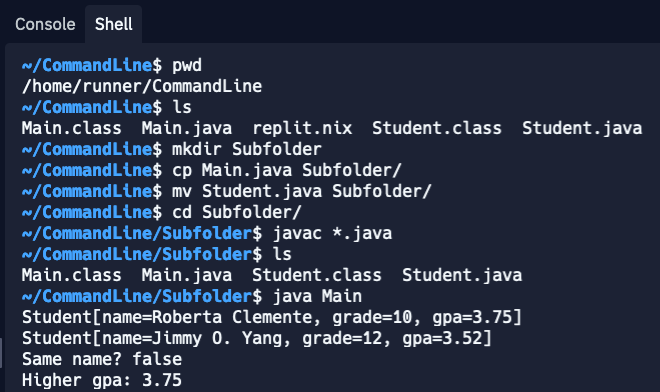 Console Shell
~/CommandLine$ pwd
/home/runner/CommandLine
~/CommandLine$ ls
Main.class  Main.java  replit.nix  Student.class  Student.java
~/CommandLine$ mkdir Subfolder
~/CommandLine$ cp Main.java Subfolder/
~/CommandLine$ mv Student.java Subfolder/
~/CommandLine$ cd Subfolder/
~/CommandLine/Subfolder$ javac *.java
~/CommandLine/Subfolder$ ls
Main.class  Main.java  Student.class  Student.java
~/CommandLine/Subfolder$ java Main
Student[name=Roberta Clemente, grade=10, gpa=3.75]
Student[name=Jimmy O. Yang, grade=12, gpa=3.52]
Same name? false
Higher gpa: 3.75